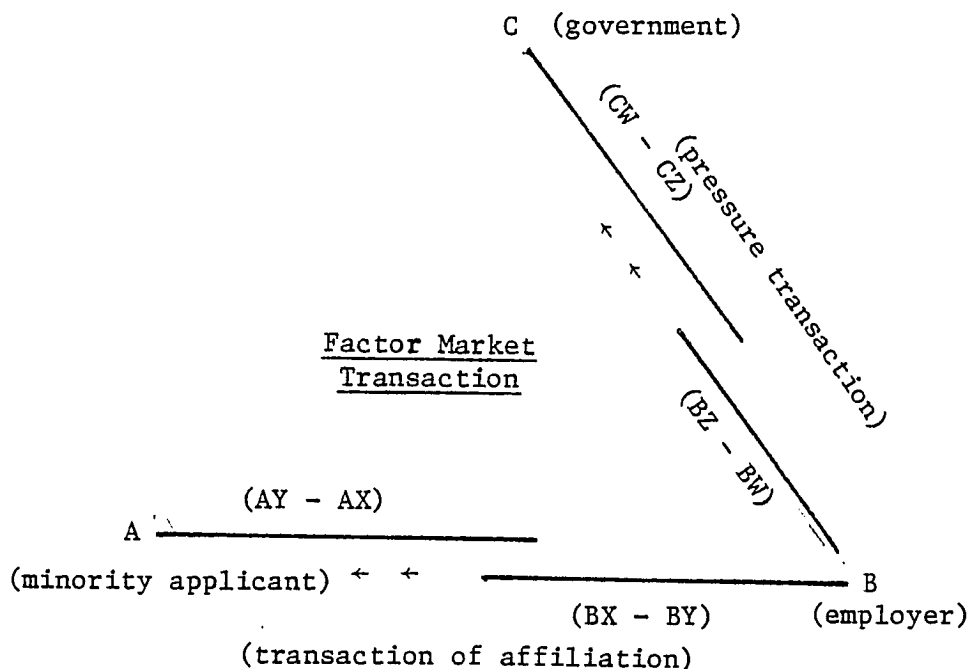 C (government)
(CW - CZ)
(pressure transaction)
Factor Market
Transaction
(BZ - BW)
(AY - AX)
A
(minority applicant) ← ←
B
(BX - BY)
(employer)
(transaction of affiliation)